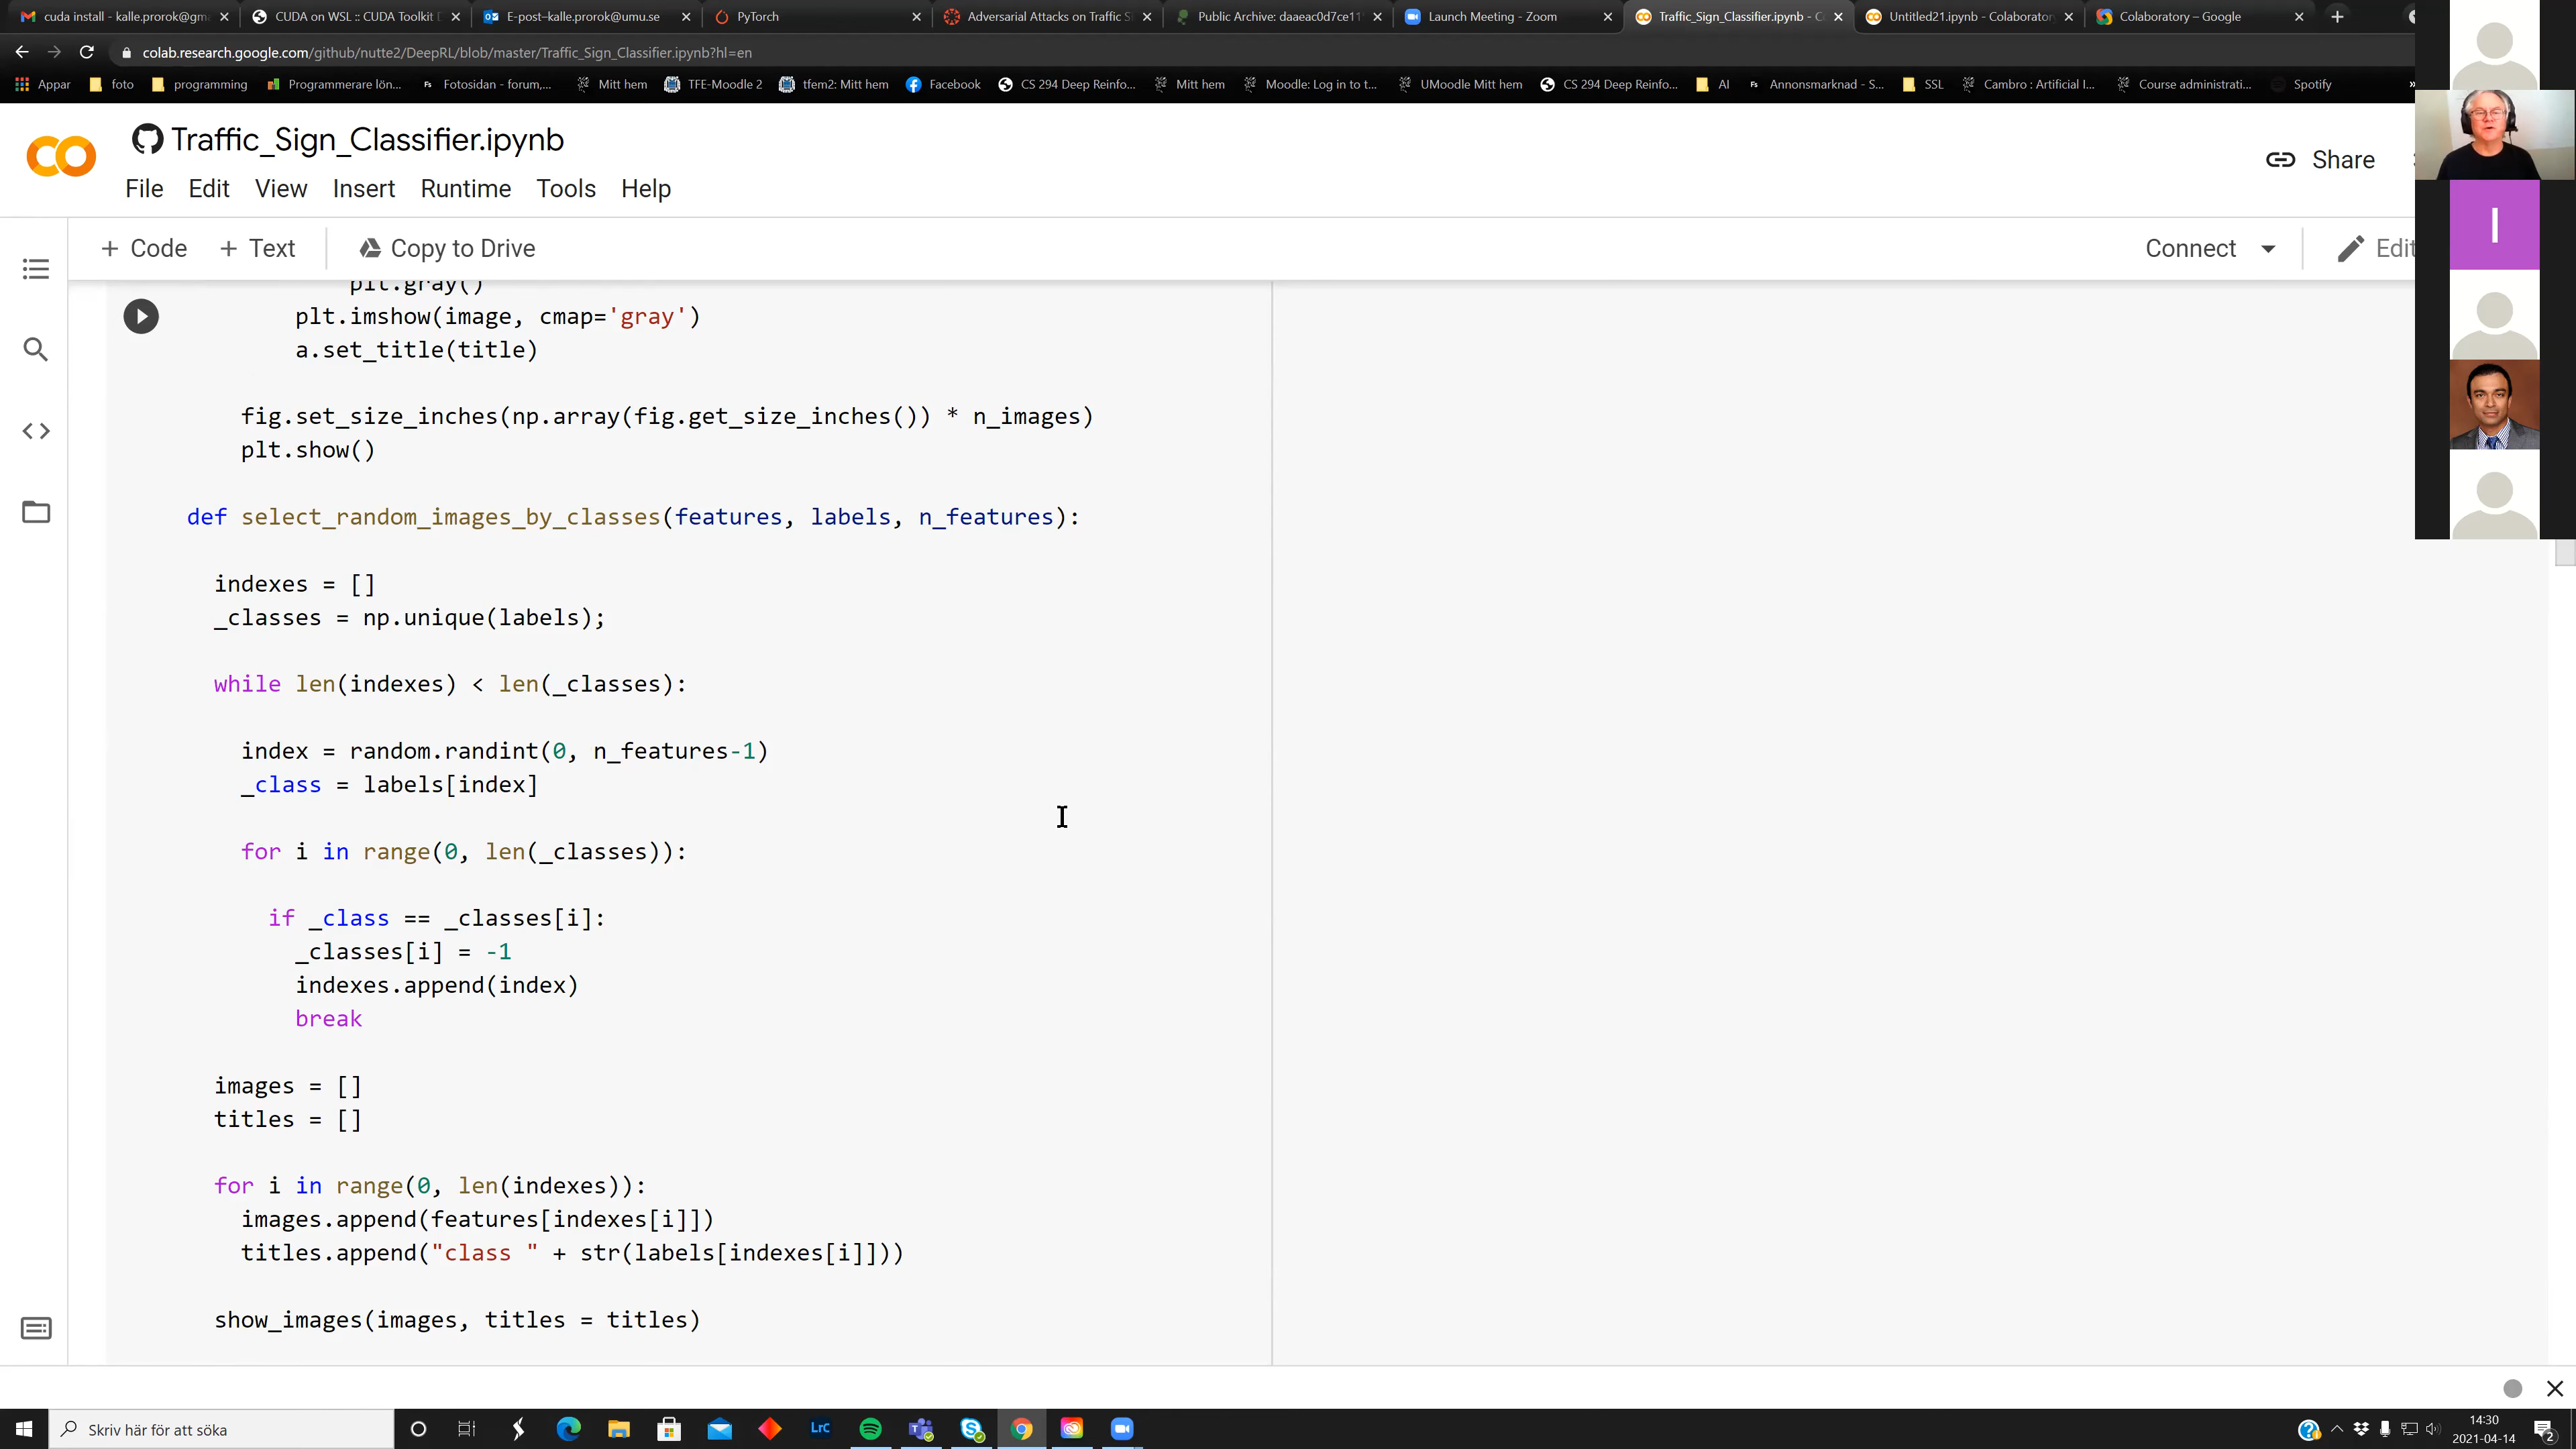 cuda install - kalle.prorok@gma
CUDA on WSL :: CUDA Toolkit D
E-post–kalle.prorok@umu.se
PyTorch
Adversarial Attacks on Traffic S
Public Archive: daaeac0d7ce11
Launch Meeting - Zoom
Traffic_Sign_Classifier.ipynb - C
Untitled21.ipynb - Colaborator
Colaboratory – Google
colab.research.google.com/github/nutte2/DeepRL/blob/master/Traffic_Sign_Classifier.ipynb?hl=en
Appar
foto
programming
Programmerare lön...
Fotosidan - forum,...
Mitt hem
TFE-Moodle 2
tfem2: Mitt hem
Facebook
CS 294 Deep Reinfo...
Mitt hem
Moodle: Log in to t...
UMoodle Mitt hem
CS 294 Deep Reinfo...
AI
Annonsmarknad - S...
SSL
Cambro : Artificial I...
Course administrati...
Spotify
»
Traffic_Sign_Classifier.ipynb
File Edit View Insert Runtime Tools Help
Share
+ Code + Text Copy to Drive
Connect
Edit
I
plt.gray()
plt.imshow(image, cmap='gray')
a.set_title(title)
fig.set_size_inches(np.array(fig.get_size_inches()) * n_images)
plt.show()
def select_random_images_by_classes(features, labels, n_features):
indexes = []
_classes = np.unique(labels);
while len(indexes) < len(_classes):
index = random.randint(0, n_features-1)
_class = labels[index]
for i in range(0, len(_classes)):
if _class == _classes[i]:
_classes[i] = -1
indexes.append(index)
break
images = []
titles = []
for i in range(0, len(indexes)):
images.append(features[indexes[i]])
titles.append("class " + str(labels[indexes[i]]))
show_images(images, titles = titles)
Skriv här för att söka
LrC
14:30
2021-04-14
2